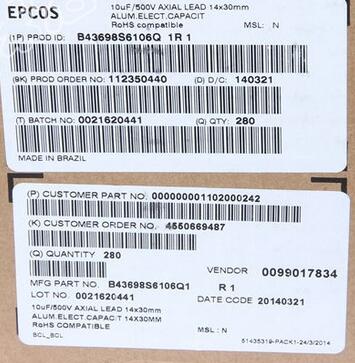 EPCOS
10uF/500V AXIAL LEAD 14x30mm
ALUM.ELECT.CAPACIT
RoHS compatible
MSL: N
(1P) PROD ID: B43698S6106Q 1R 1
(9K) PROD ORDER NO: 112350440 (D) D/C: 140321
(T) BATCH NO: 0021620441 (Q) QTY: 280
MADE IN BRAZIL
(P) CUSTOMER PART NO: 000000001102000242
(K) CUSTOMER ORDER NO. 4550669487
(Q) QUANTITY 280
VENDOR 0099017834
MFG PART NO. B43698S6106Q1 R 1
LOT NO. 0021620441 DATE CODE 20140321
10uF/500V AXIAL LEAD 14x30mm
ALUM.ELECT.CAPACIT 14X30MM
RoHS COMPATIBLE MSL : N
BCL_BCL 51435319-PACK1-24/3/2014